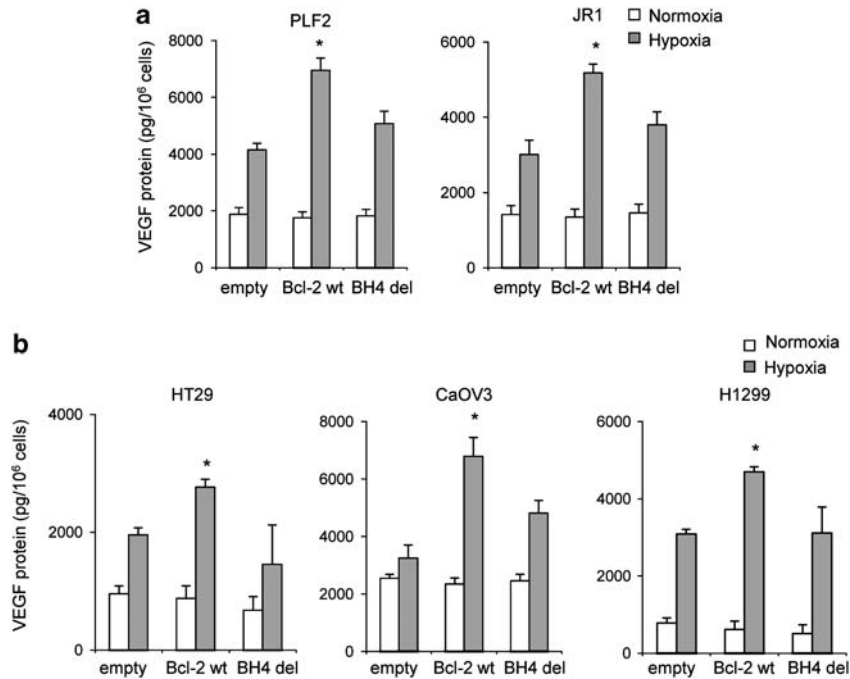 a
PLF2
JR1
Normoxia
Hypoxia
VEGF protein (pg/10⁶ cells)
8000
6000
4000
2000
0
*
empty
Bcl-2 wt
BH4 del
6000
4000
2000
0
*
empty
Bcl-2 wt
BH4 del
b
Normoxia
Hypoxia
HT29
CaOV3
H1299
VEGF protein (pg/10⁶ cells)
4000
2000
0
*
empty
Bcl-2 wt
BH4 del
8000
6000
4000
2000
0
*
empty
Bcl-2 wt
BH4 del
6000
4000
2000
0
*
empty
Bcl-2 wt
BH4 del